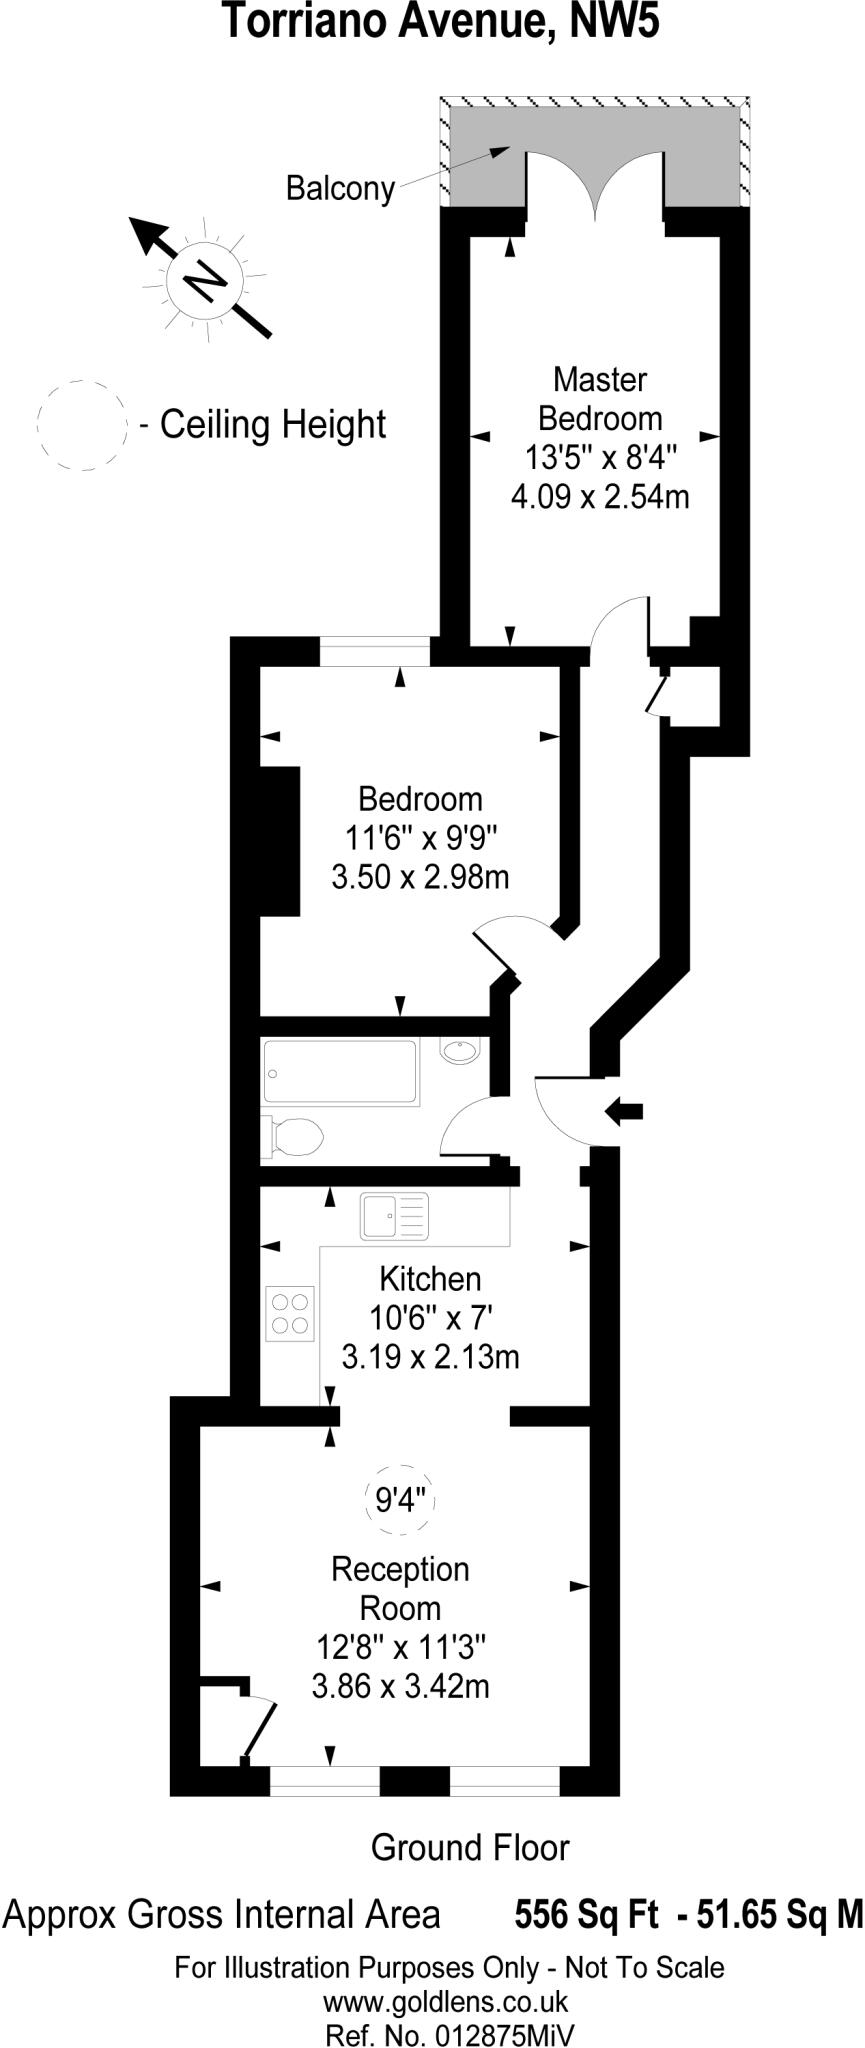 Torriano Avenue, NW5
Balcony
N
- Ceiling Height
Master
Bedroom
13'5" x 8'4"
4.09 x 2.54m
Bedroom
11'6" x 9'9"
3.50 x 2.98m
Kitchen
10'6" x 7'
3.19 x 2.13m
9'4"
Reception
Room
12'8" x 11'3"
3.86 x 3.42m
Ground Floor
Approx Gross Internal Area 556 Sq Ft - 51.65 Sq M
For Illustration Purposes Only - Not To Scale
www.goldlens.co.uk
Ref. No. 012875MiV